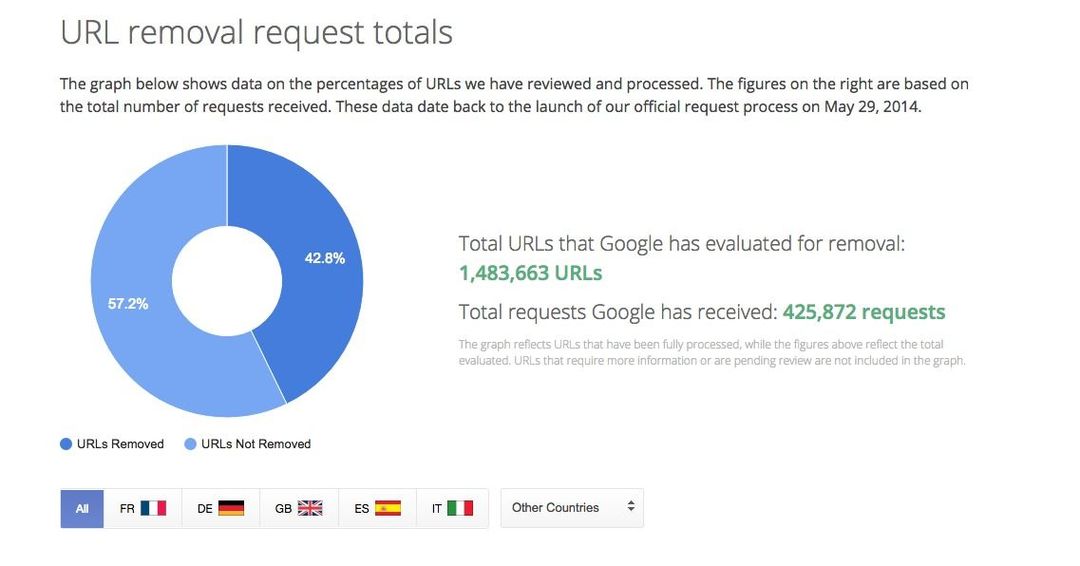 URL removal request totals
The graph below shows data on the percentages of URLs we have reviewed and processed. The figures on the right are based on
the total number of requests received. These data date back to the launch of our official request process on May 29, 2014.
42.8%
57.2%
Total URLs that Google has evaluated for removal:
1,483,663 URLs
Total requests Google has received: 425,872 requests
The graph reflects URLs that have been fully processed, while the figures above reflect the total
evaluated. URLs that require more information or are pending review are not included in the graph.
URLs Removed URLs Not Removed
All FR DE GB ES IT Other Countries